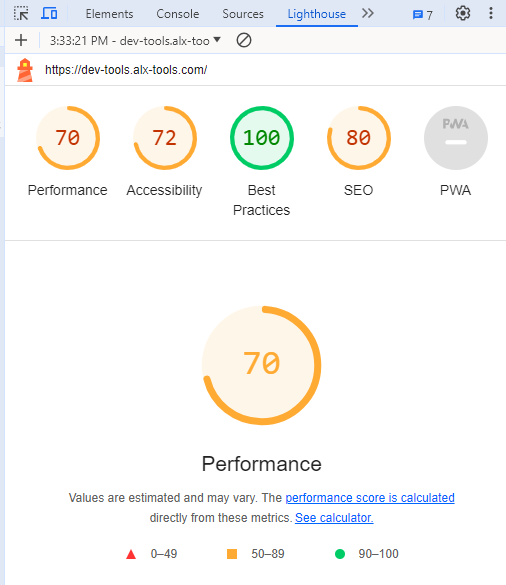 Elements Console Sources Lighthouse 7
3:33:21 PM - dev-tools.alx-too
https://dev-tools.alx-tools.com/
70 72 100 80 PWA
Performance Accessibility Best Practices SEO PWA
70
Performance
Values are estimated and may vary. The performance score is calculated
directly from these metrics. See calculator.
0–49 50–89 90–100